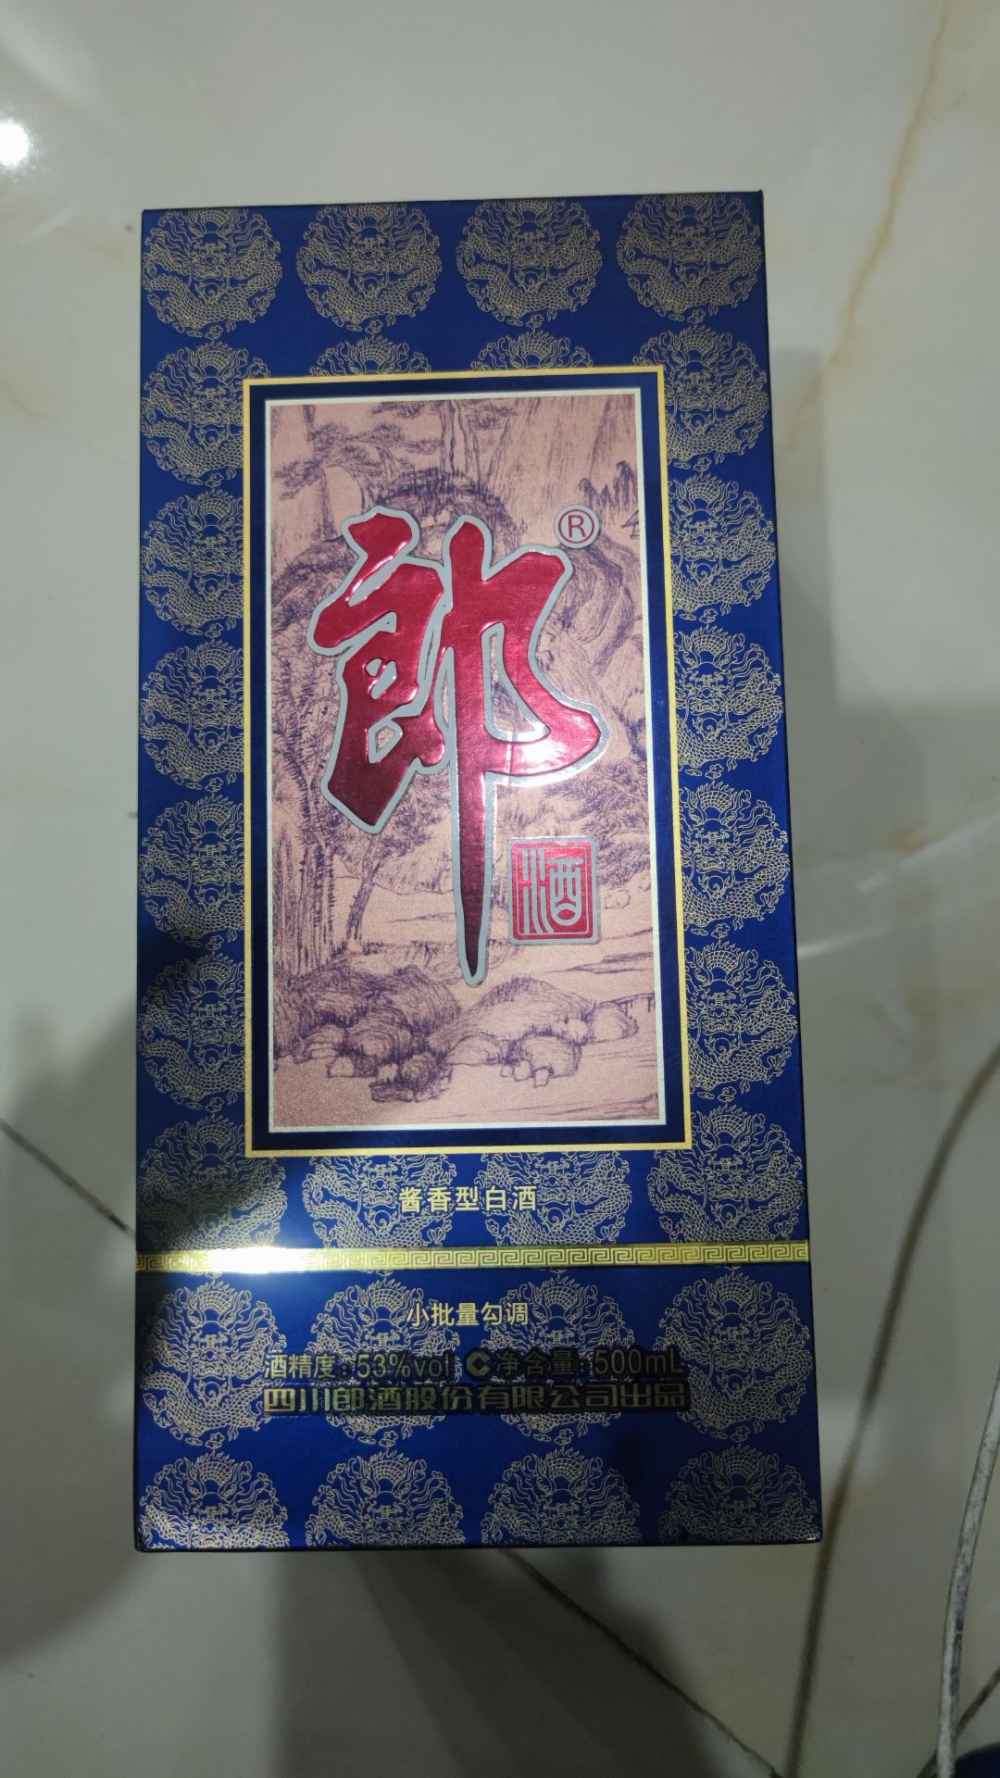 郎®
酒
酱香型白酒
小批量勾调
酒精度：53%vol C净含量：500mL
四川郎酒股份有限公司出品